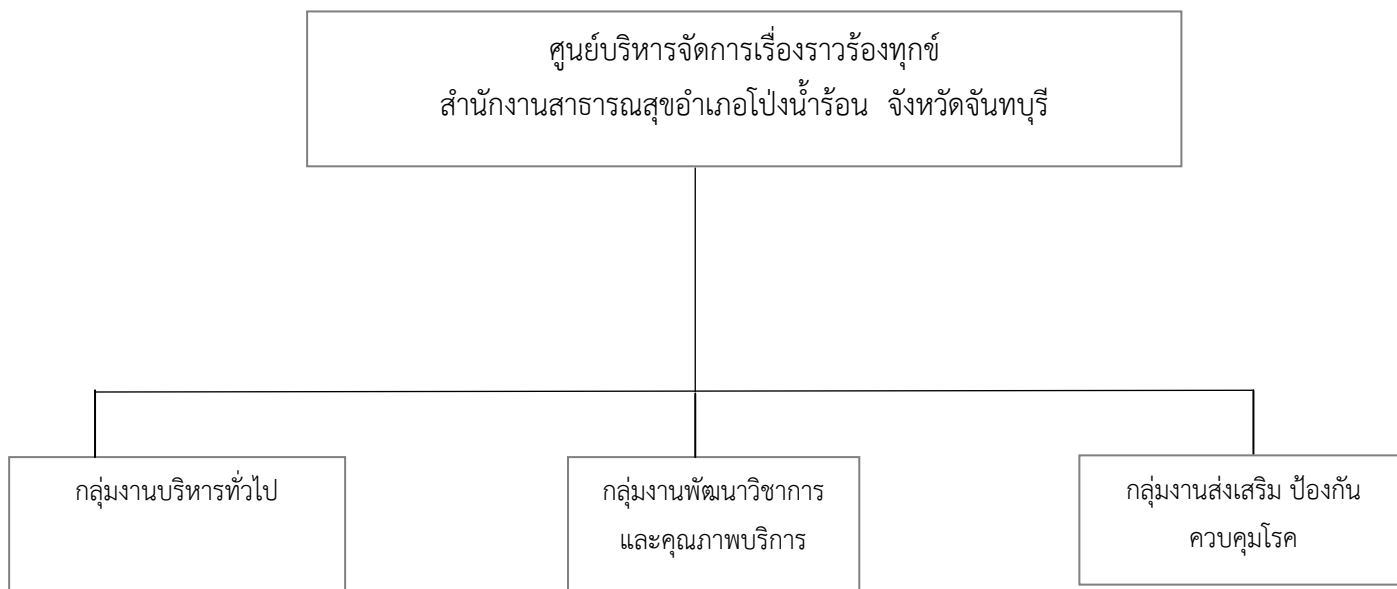 ศูนย์บริหารจัดการเรื่องราวร้องทุกข์
สำนักงานสาธารณสุขอำเภอโป่งน้ำร้อน จังหวัดจันทบุรี
กลุ่มงานบริหารทั่วไป
กลุ่มงานพัฒนาวิชาการ
และคุณภาพบริการ
กลุ่มงานส่งเสริม ป้องกัน
ควบคุมโรค